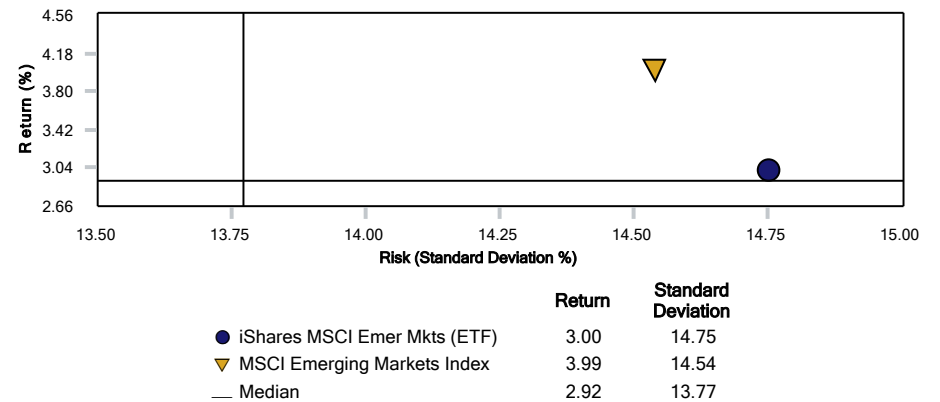 4.56
4.18
3.80
3.42
3.04
2.66
Return (%)
13.50 13.75 14.00 14.25 14.50 14.75 15.00
Risk (Standard Deviation %)
Return Standard Deviation
iShares MSCI Emer Mkts (ETF) 3.00 14.75
MSCI Emerging Markets Index 3.99 14.54
Median 2.92 13.77